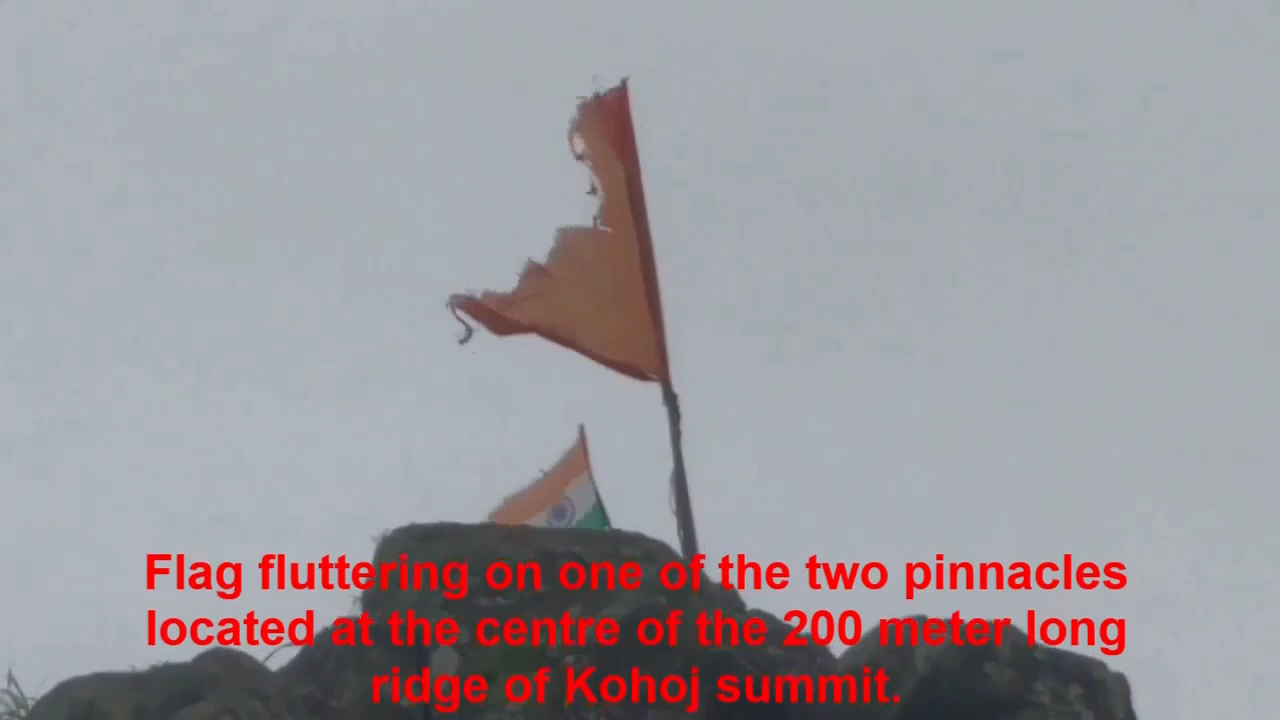 Flag fluttering on one of the two pinnacles
located at the centre of the 200 meter long
ridge of Kohoj summit.